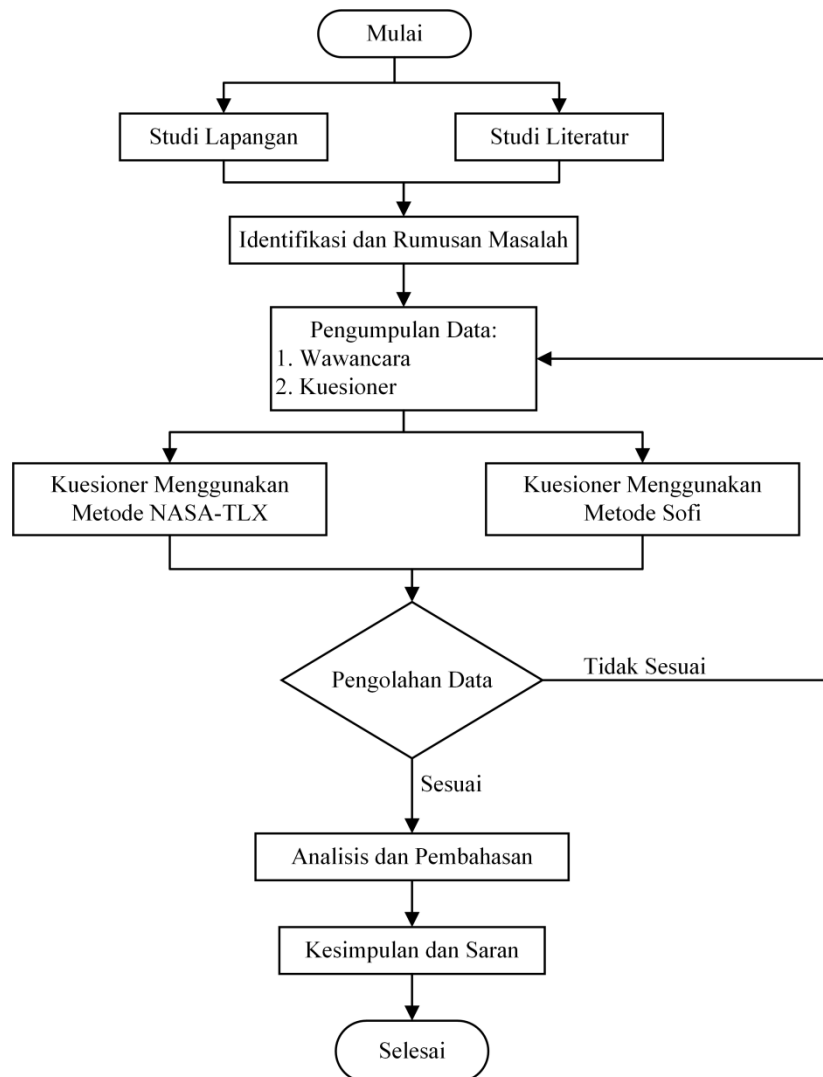 Mulai
Studi Lapangan
Studi Literatur
Identifikasi dan Rumusan Masalah
Pengumpulan Data:
1. Wawancara
2. Kuesioner
Kuesioner Menggunakan
Metode NASA-TLX
Kuesioner Menggunakan
Metode Sofi
Pengolahan Data
Tidak Sesuai
Sesuai
Analisis dan Pembahasan
Kesimpulan dan Saran
Selesai